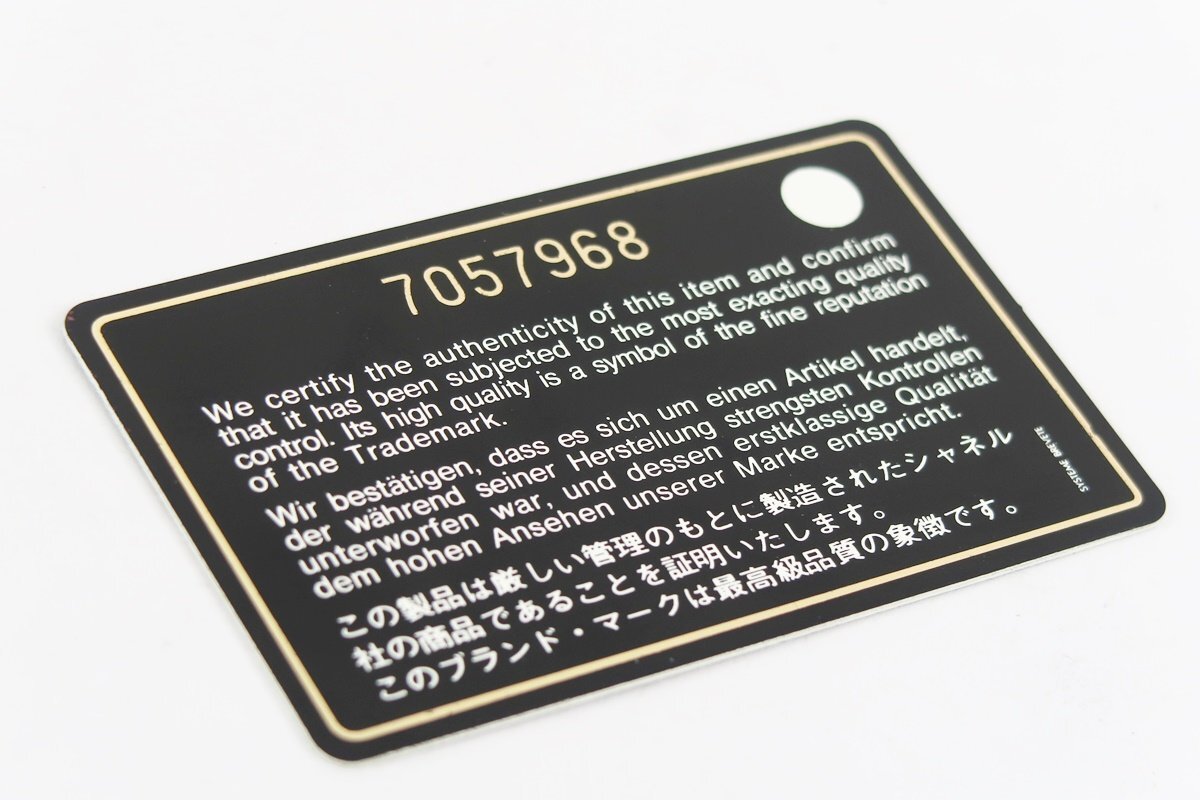 7057968
We certify the authenticity of this item and confirm
that it has been subjected to the most exacting quality
control. Its high quality is a symbol of the fine reputation
of the Trademark.
Wir bestätigen, dass es sich um einen Artikel handelt,
der während seiner Herstellung strengsten Kontrollen
unterworfen war, und dessen erstklassige Qualität
dem hohen Ansehen unserer Marke entspricht.
この製品は厳しい管理のもとに製造されたシャネル
社の商品であることを証明いたします。
このブランド・マークは最高級品質の象徴です。
SYSTEME BREVETE